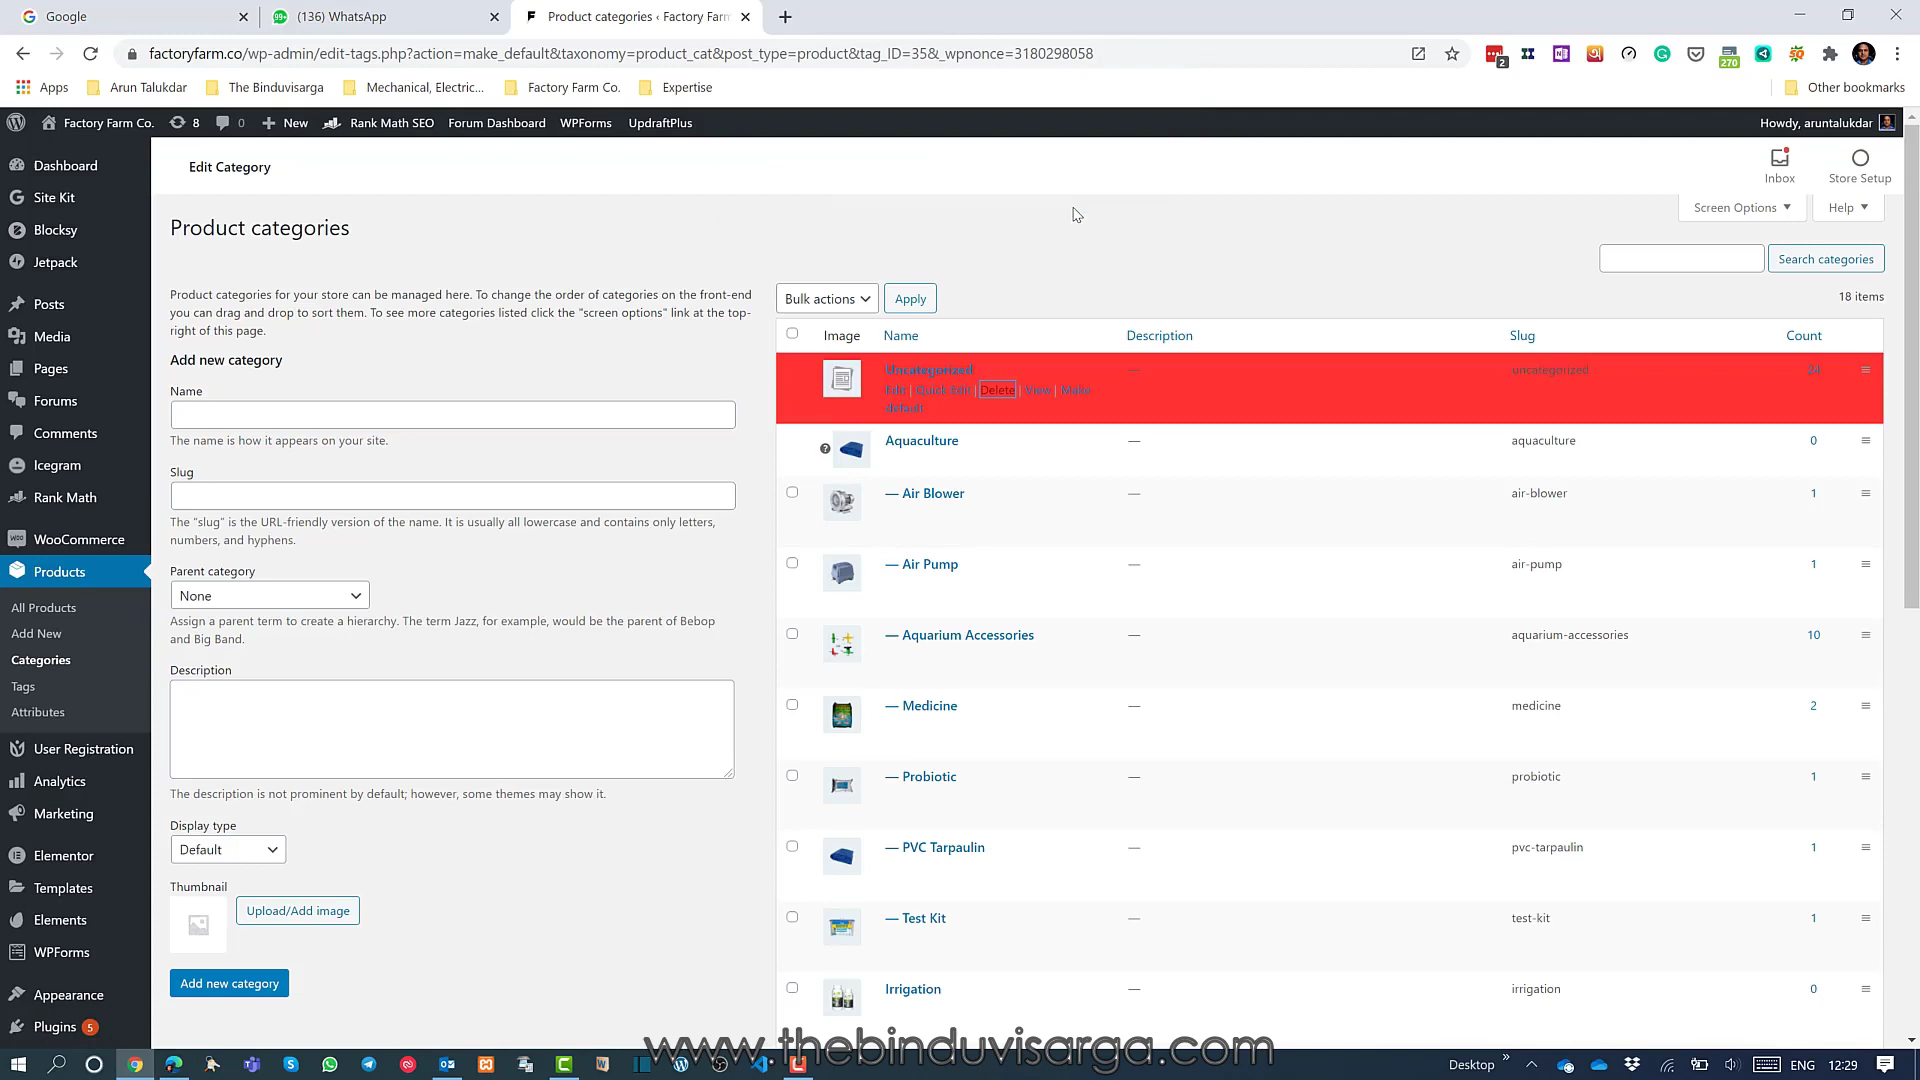 Google
(136) WhatsApp
Product categories ‹ Factory Farm
factoryfarm.co/wp-admin/edit-tags.php?action=make_default&taxonomy=product_cat&post_type=product&tag_ID=35&_wpnonce=3180298058
2
270
Apps
Arun Talukdar
The Binduvisarga
Mechanical, Electric...
Factory Farm Co.
Expertise
Other bookmarks
Factory Farm Co.
8
0
New
Rank Math SEO
Forum Dashboard
WPForms
UpdraftPlus
Howdy, aruntalukdar
Dashboard
Site Kit
Blocksy
Jetpack
Posts
Media
Pages
Forums
Comments
Icegram
Rank Math
WooCommerce
Products
All Products
Add New
Categories
Tags
Attributes
User Registration
Analytics
Marketing
Elementor
Templates
Elements
WPForms
Appearance
Plugins 5
Edit Category
Inbox
Store Setup
Screen Options
Help
Product categories
Search categories
Product categories for your store can be managed here. To change the order of categories on the front-end
you can drag and drop to sort them. To see more categories listed click the "screen options" link at the top-
right of this page.
Add new category
Name
The name is how it appears on your site.
Slug
The “slug” is the URL-friendly version of the name. It is usually all lowercase and contains only letters,
numbers, and hyphens.
Parent category
None
Assign a parent term to create a hierarchy. The term Jazz, for example, would be the parent of Bebop
and Big Band.
Description
The description is not prominent by default; however, some themes may show it.
Display type
Default
Thumbnail
Upload/Add image
Add new category
Bulk actions
Apply
18 items
Image Name Description Slug Count
Uncategorized — uncategorized 24
Edit | Quick Edit | Delete | View | Make
default
Aquaculture — aquaculture 0
— Air Blower — air-blower 1
— Air Pump — air-pump 1
— Aquarium Accessories — aquarium-accessories 10
— Medicine — medicine 2
— Probiotic — probiotic 1
— PVC Tarpaulin — pvc-tarpaulin 1
— Test Kit — test-kit 1
Irrigation — irrigation 0
www.thebinduvisarga.com
Desktop
ENG
12:29